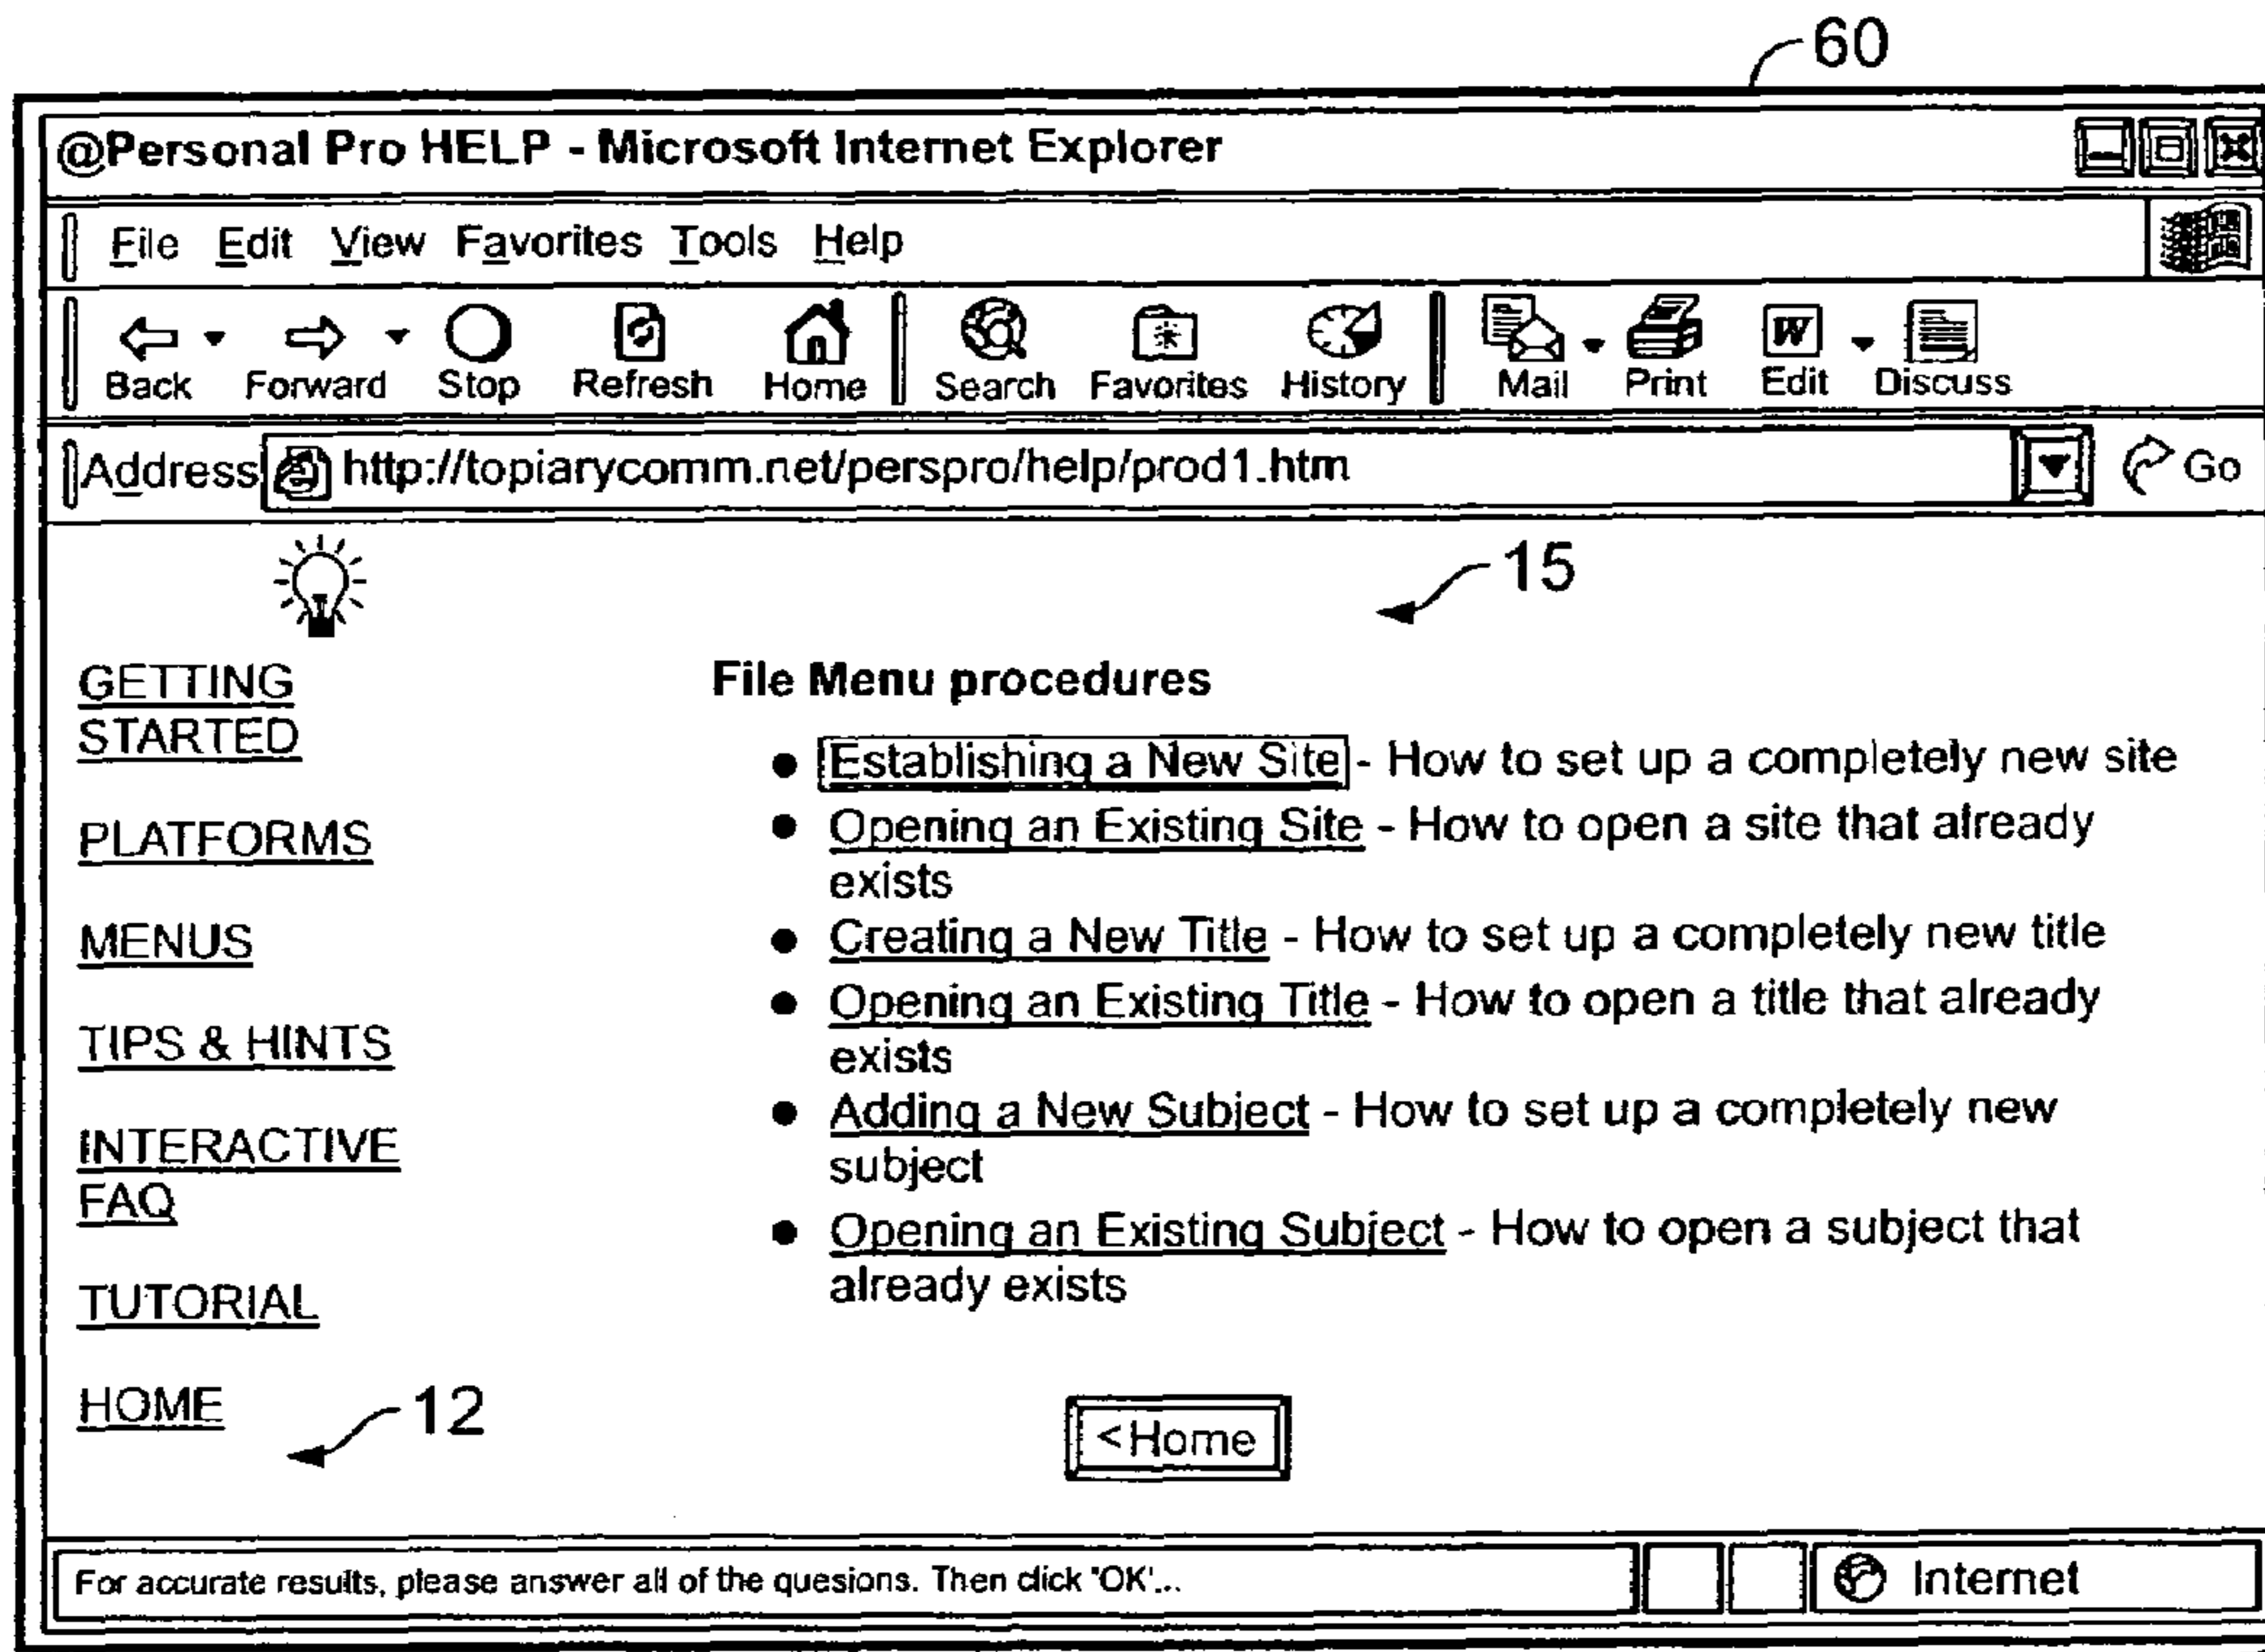 60
@Personal Pro HELP - Microsoft Internet Explorer
File Edit View Favorites Tools Help
Back Forward Stop Refresh Home Search Favorites History Mail Print Edit Discuss
Address http://topiarycomm.net/perspro/help/prod1.htm Go
15
GETTING
STARTED
PLATFORMS
MENUS
TIPS & HINTS
INTERACTIVE
FAQ
TUTORIAL
HOME
12
File Menu procedures
● Establishing a New Site - How to set up a completely new site
● Opening an Existing Site - How to open a site that already
exists
● Creating a New Title - How to set up a completely new title
● Opening an Existing Title - How to open a title that already
exists
● Adding a New Subject - How to set up a completely new
subject
● Opening an Existing Subject - How to open a subject that
already exists
<Home
For accurate results, please answer all of the quesions. Then click "OK'...
Internet